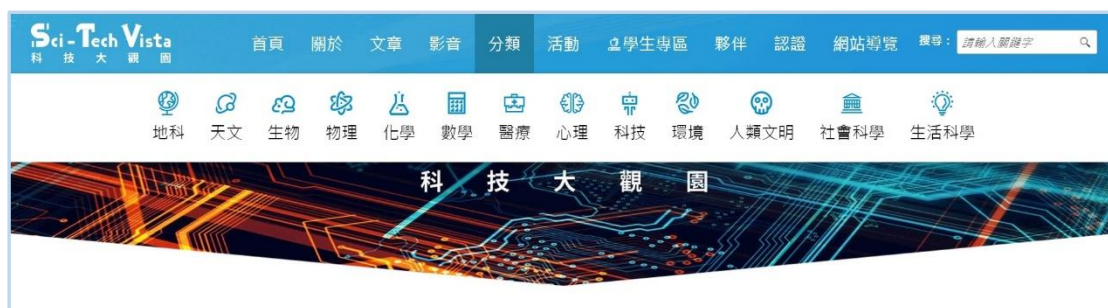 Sci-Tech Vista
科技大觀園
首頁 關於 文章 影音 分類 活動 學生專區 夥伴 認證 網站導覽 搜尋： 請輸入關鍵字
地科 天文 生物 物理 化學 數學 醫療 心理 科技 環境 人類文明 社會科學 生活科學
科技大觀園